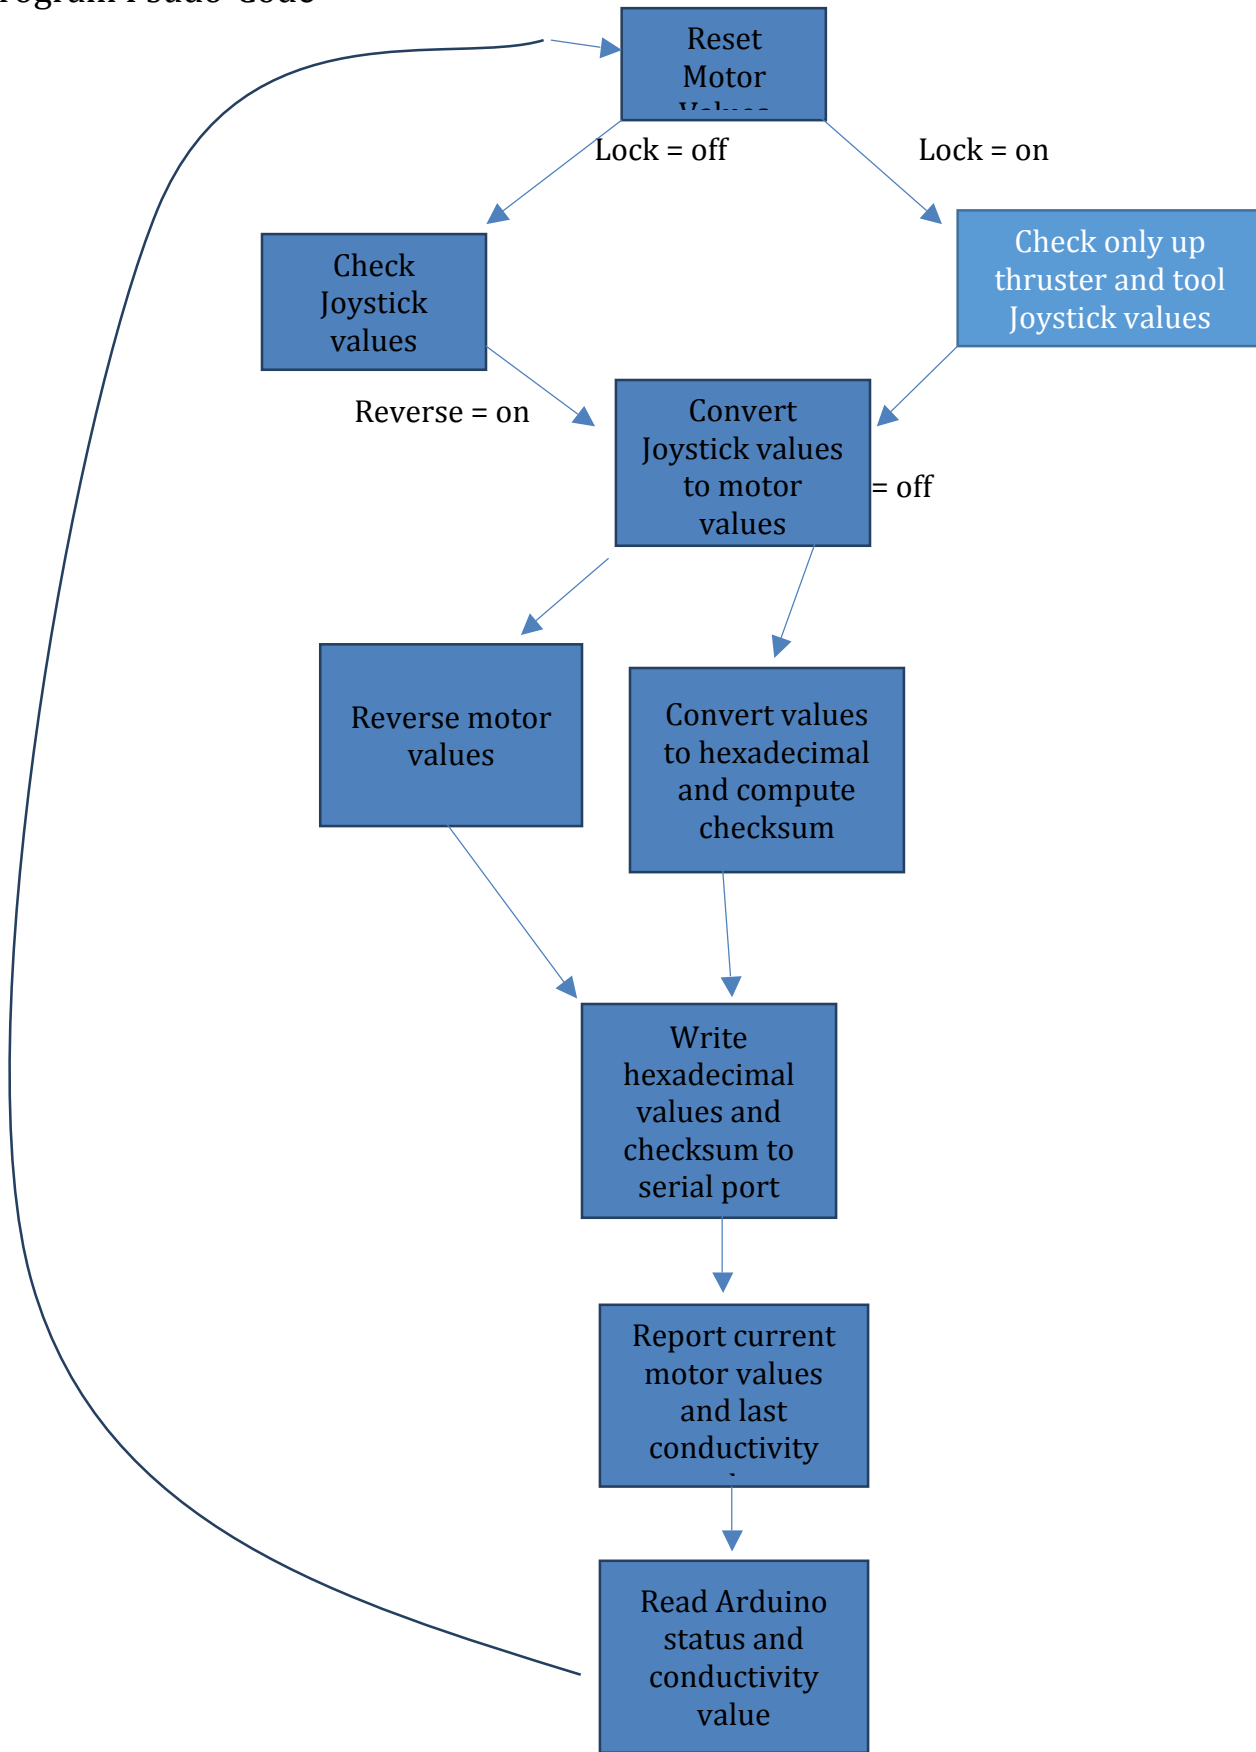 Reset
Motor
Values
Lock = off
Lock = on
Check
Joystick
values
Check only up
thruster and tool
Joystick values
Reverse = on
Convert
Joystick values
to motor
values
= off
Reverse motor
values
Convert values
to hexadecimal
and compute
checksum
Write
hexadecimal
values and
checksum to
serial port
Report current
motor values
and last
conductivity
Read Arduino
status and
conductivity
value